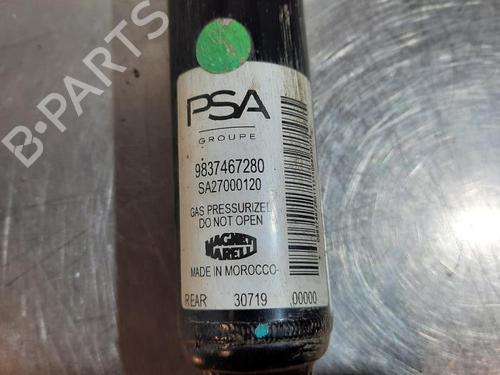 B-PARTS
PSA
GROUPE
9837467280
SA27000120
GAS PRESSURIZED
DO NOT OPEN
MAGNETI
MARELLI
MADE IN MOROCCO
REAR 30719 00000